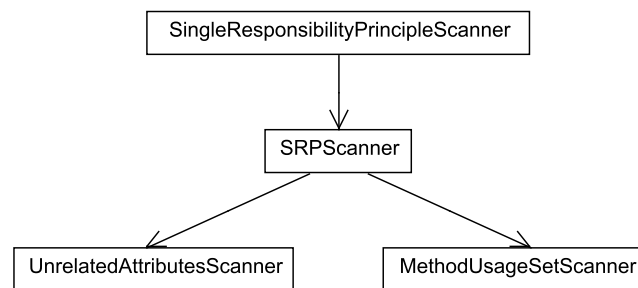 SingleResponsibilityPrincipleScanner
SRPScanner
UnrelatedAttributesScanner
MethodUsageSetScanner